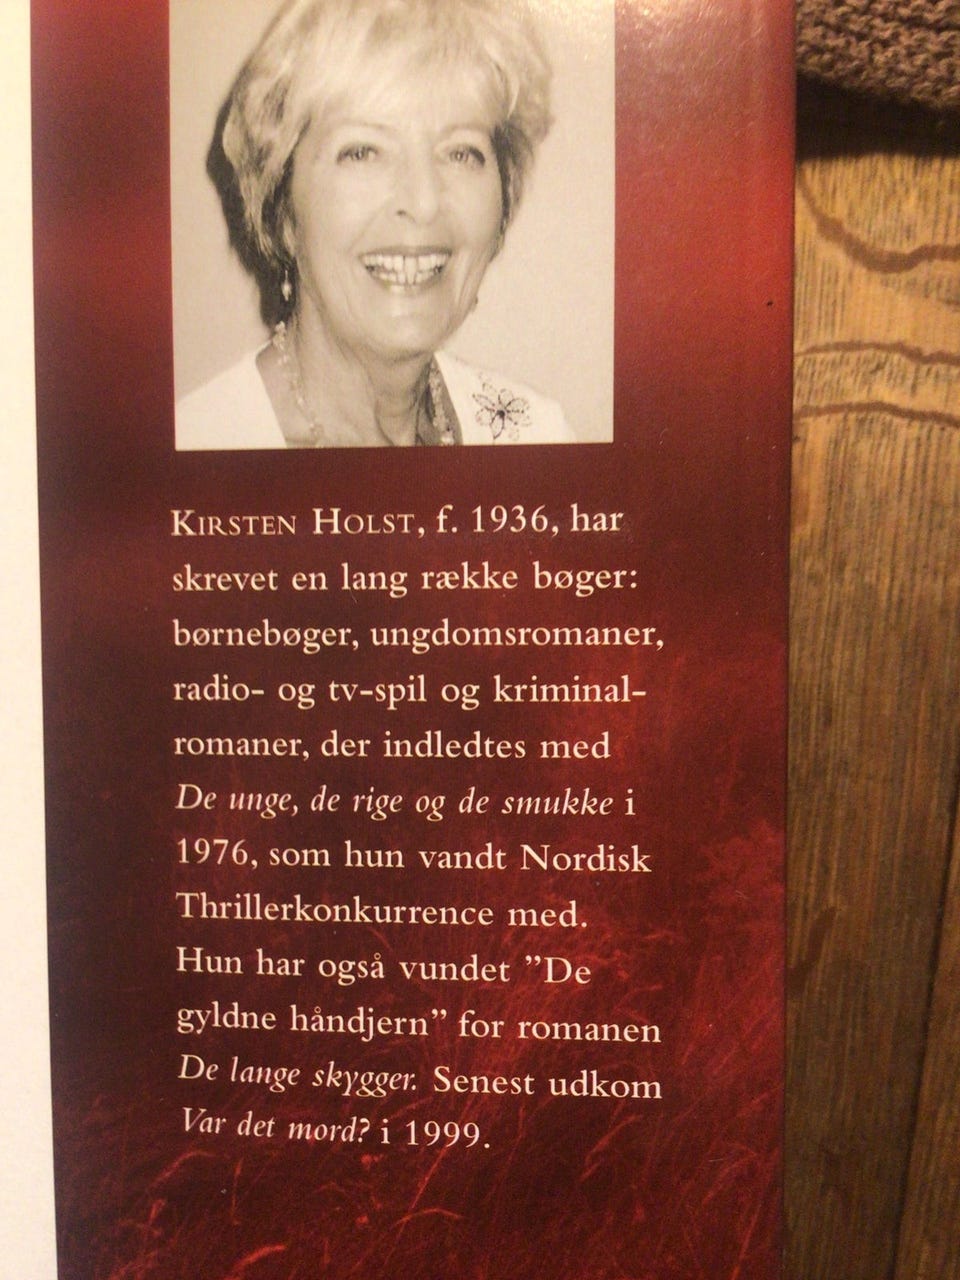 KIRSTEN HOLST, f. 1936, har
skrevet en lang række bøger:
børnebøger, ungdomsromaner,
radio- og tv-spil og kriminal-
romaner, der indledtes med
De unge, de rige og de smukke i
1976, som hun vandt Nordisk
Thrillerkonkurrence med.
Hun har også vundet ”De
gyldne håndjern” for romanen
De lange skygger. Senest udkom
Var det mord? i 1999.